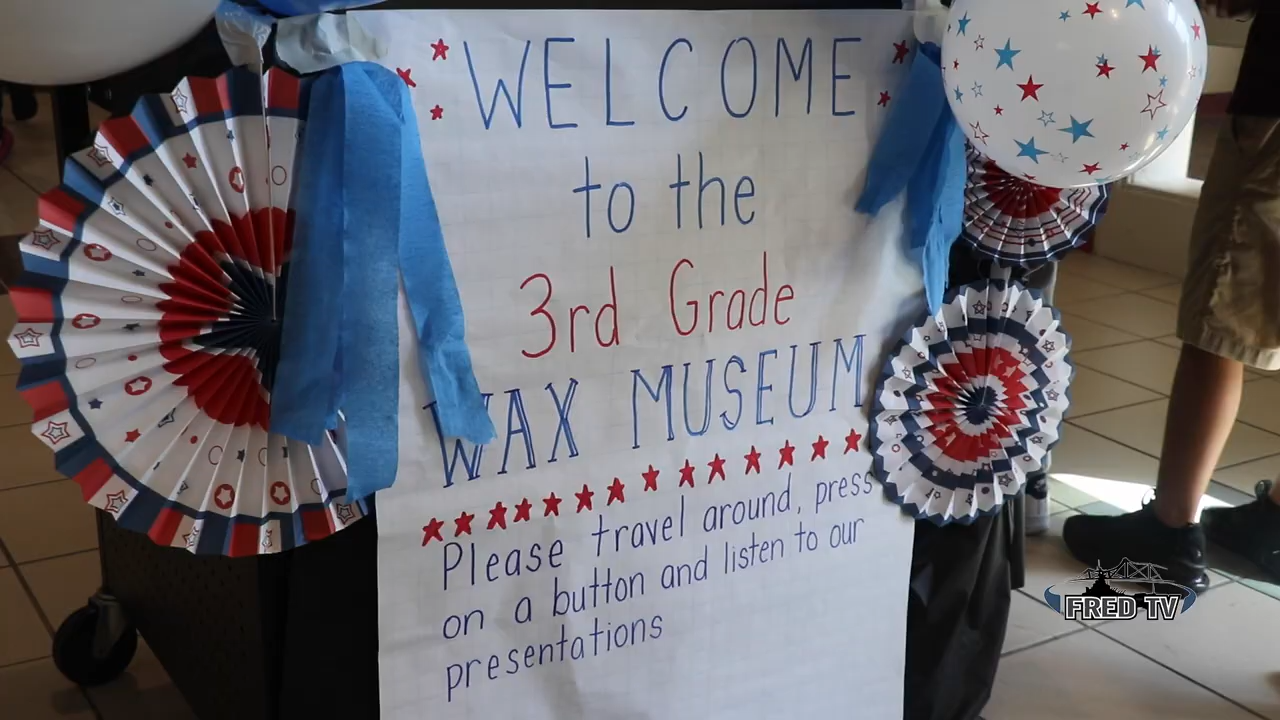 WELCOME
to the
3rd Grade
WAX MUSEUM
Please travel around, press
on a button and listen to our
presentations
FRED TV